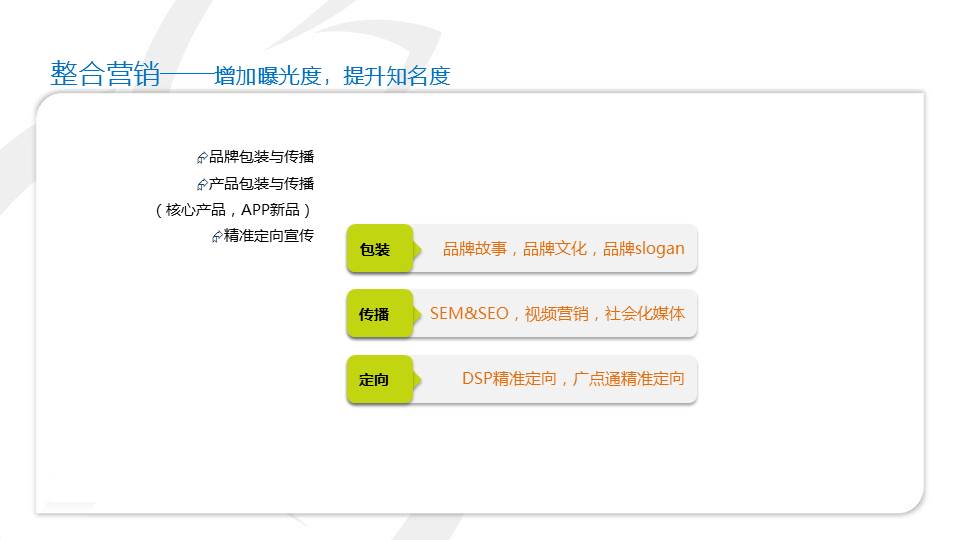 整合营销——增加曝光度，提升知名度
品牌包装与传播
产品包装与传播
（核心产品，APP新品）
精准定向宣传
包装 品牌故事，品牌文化，品牌slogan
传播 SEM&SEO，视频营销，社会化媒体
定向 DSP精准定向，广点通精准定向